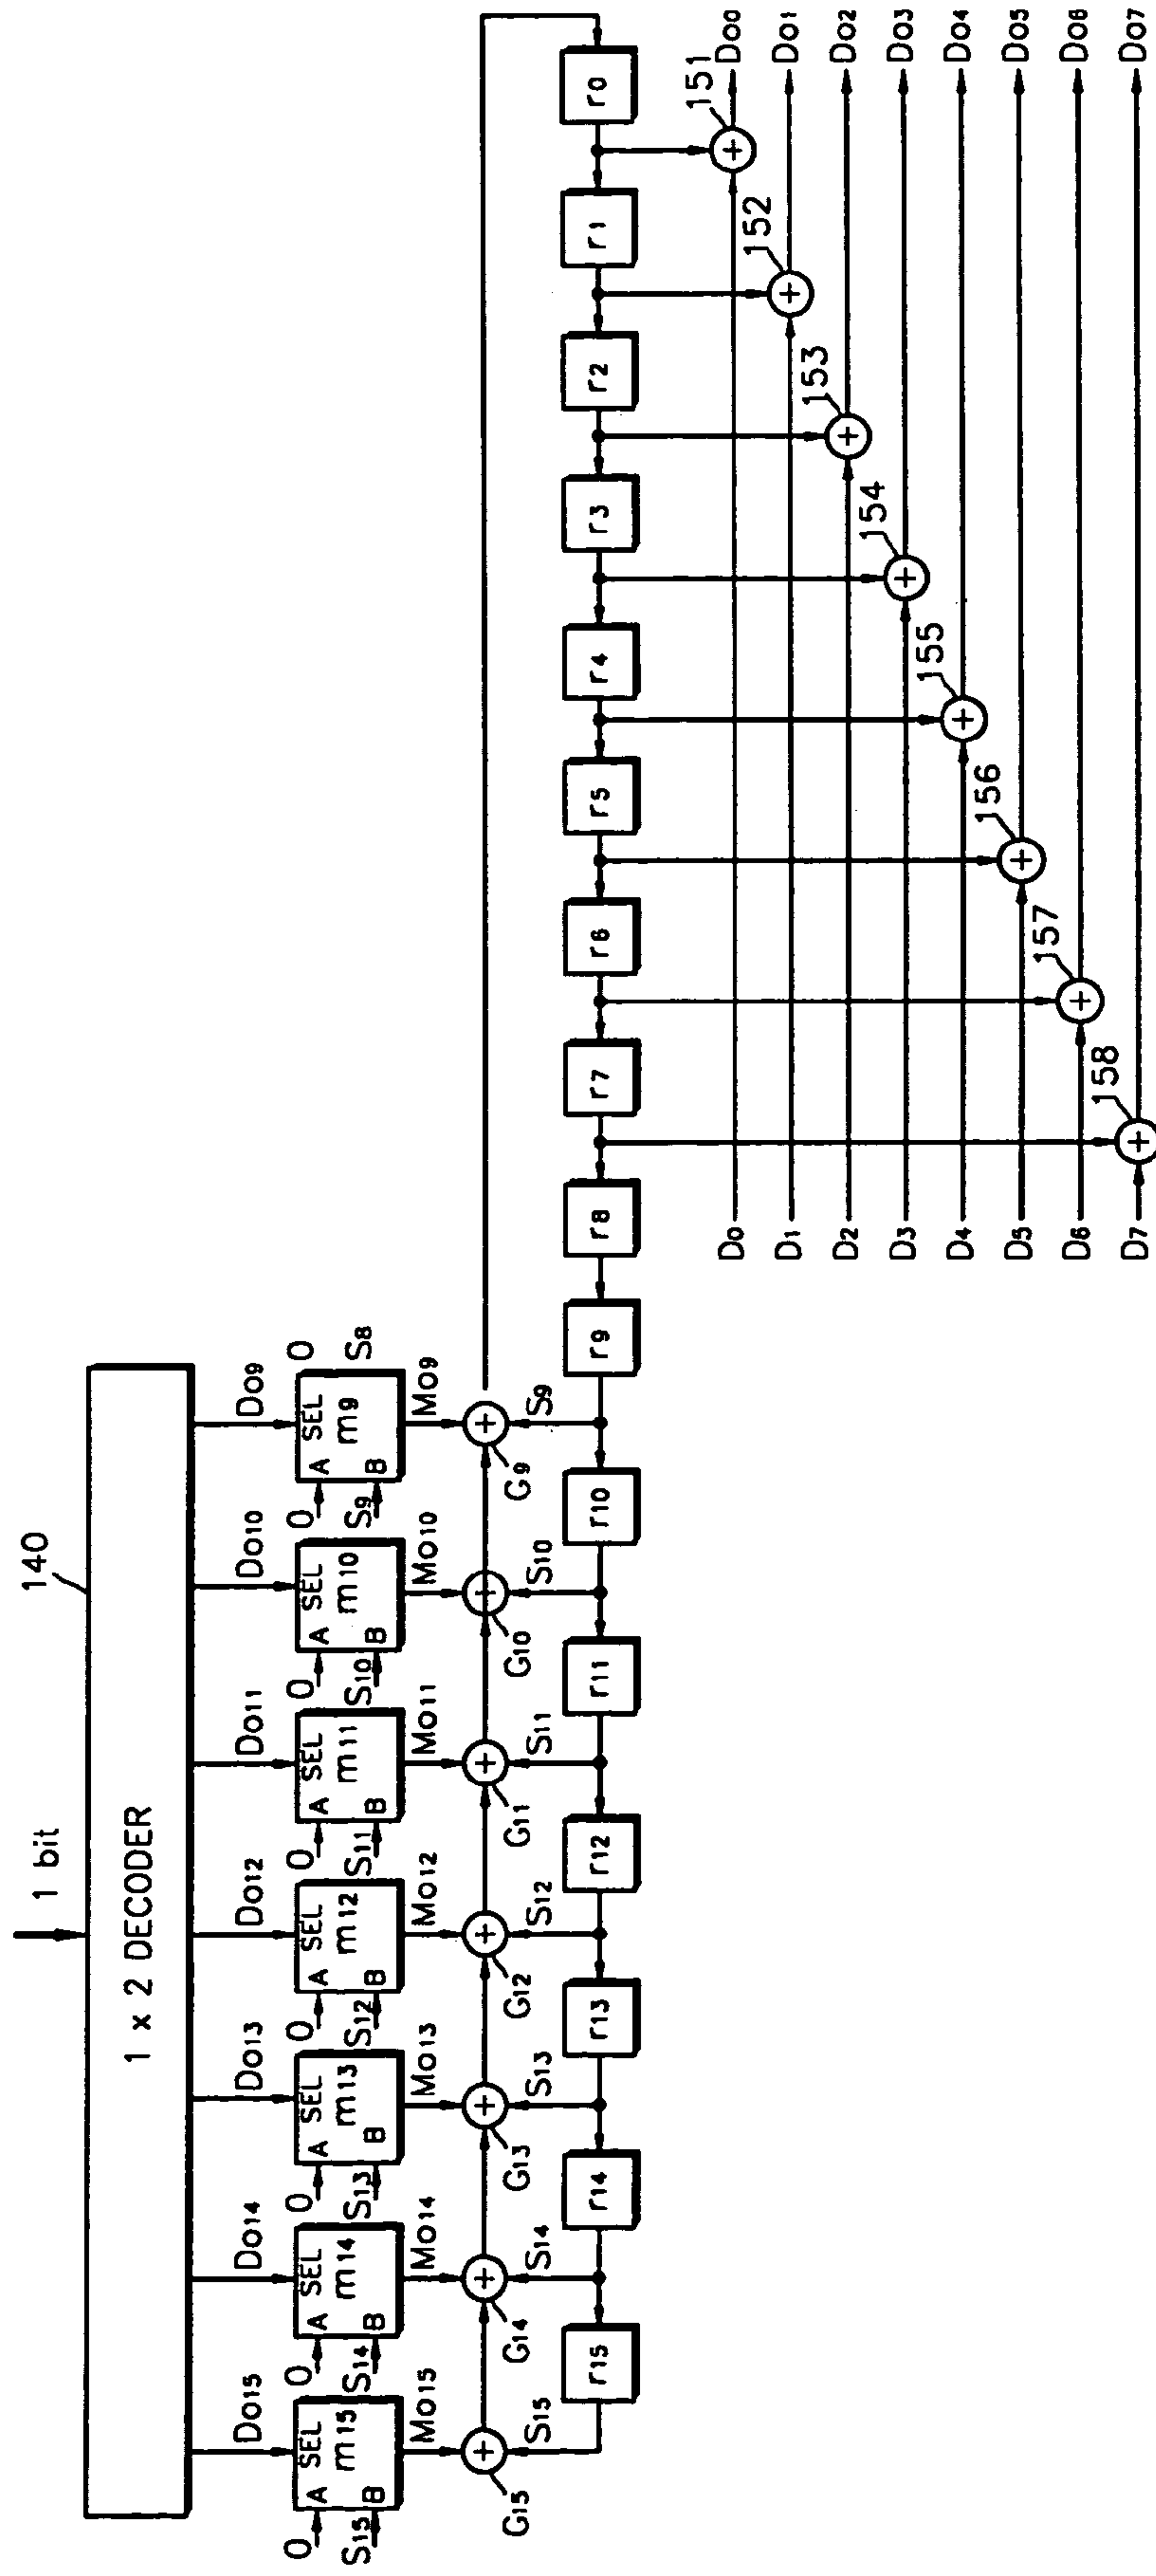 1 bit
140
1 x 2 DECODER
Do15 Do14 Do13 Do12 Do11 Do10 Do9
0 A SEL m15 B S15
0 A SEL m14 B S14
0 A SEL m13 B S13
0 A SEL m12 B S12
0 A SEL m11 B S11
0 A SEL m10 B S10
0 A SEL m9 B S9
0 S8
Mo15 Mo14 Mo13 Mo12 Mo11 Mo10 Mo9
+ + + + + + +
G15 G14 G13 G12 G11 G10 G9
S15 S14 S13 S12 S11 S10 S9
r15 r14 r13 r12 r11 r10 r9 r8 r7 r6 r5 r4 r3 r2 r1 r0
D0 + 151 Do0
D1 + 152 Do1
D2 + 153 Do2
D3 + 154 Do3
D4 + 155 Do4
D5 + 156 Do5
D6 + 157 Do6
D7 + 158 Do7